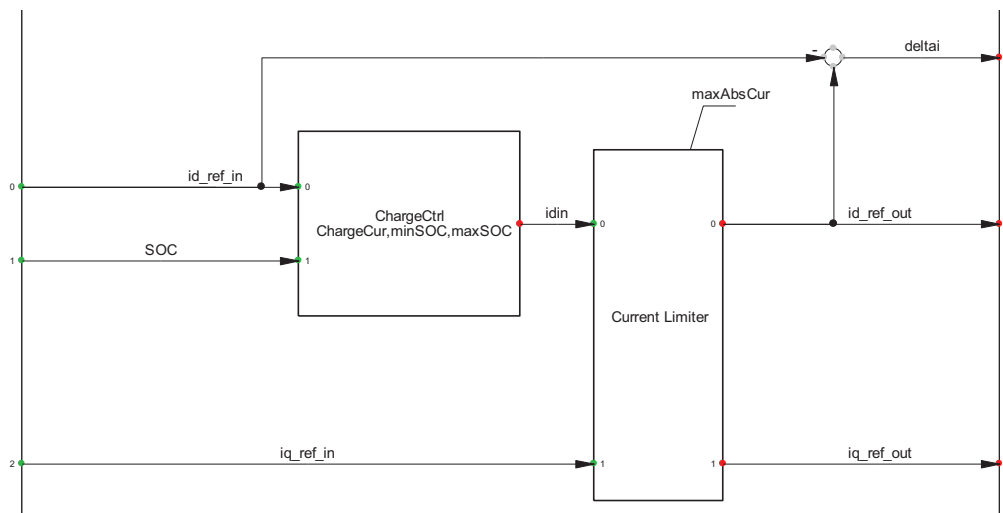 -
deltai
maxAbsCur
0
id_ref_in
0
ChargeCtrl
ChargeCur,minSOC,maxSOC
idin
0
0
id_ref_out
1
SOC
1
Current Limiter
2
iq_ref_in
1
1
iq_ref_out